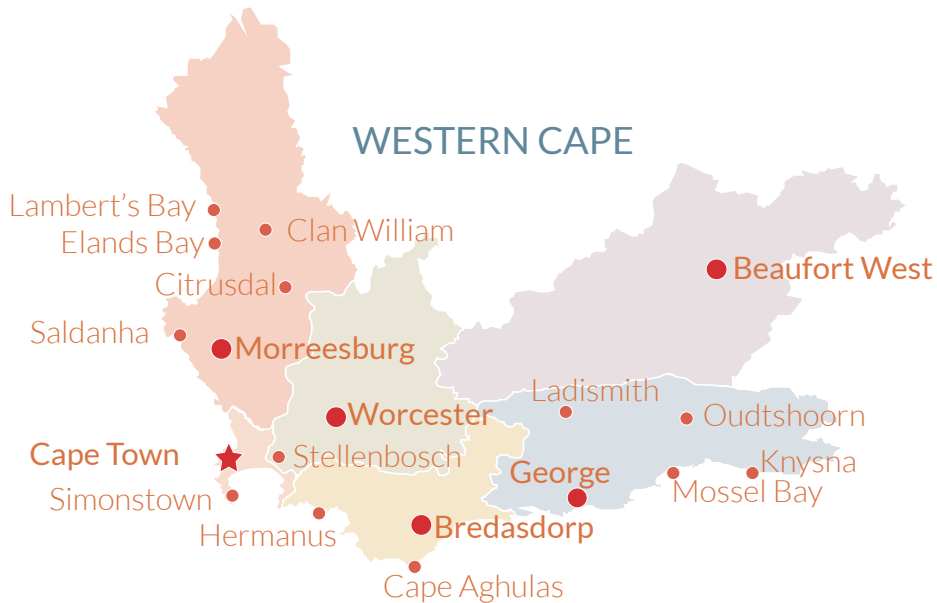 WESTERN CAPE
Lambert's Bay
Clan William
Elands Bay
Beaufort West
Citrusdal
Saldanha
Morreesburg
Ladismith
Worcester
Oudtshoorn
Cape Town
Stellenbosch
Knysna
George
Mossel Bay
Simonstown
Hermanus
Bredasdorp
Cape Aghulas